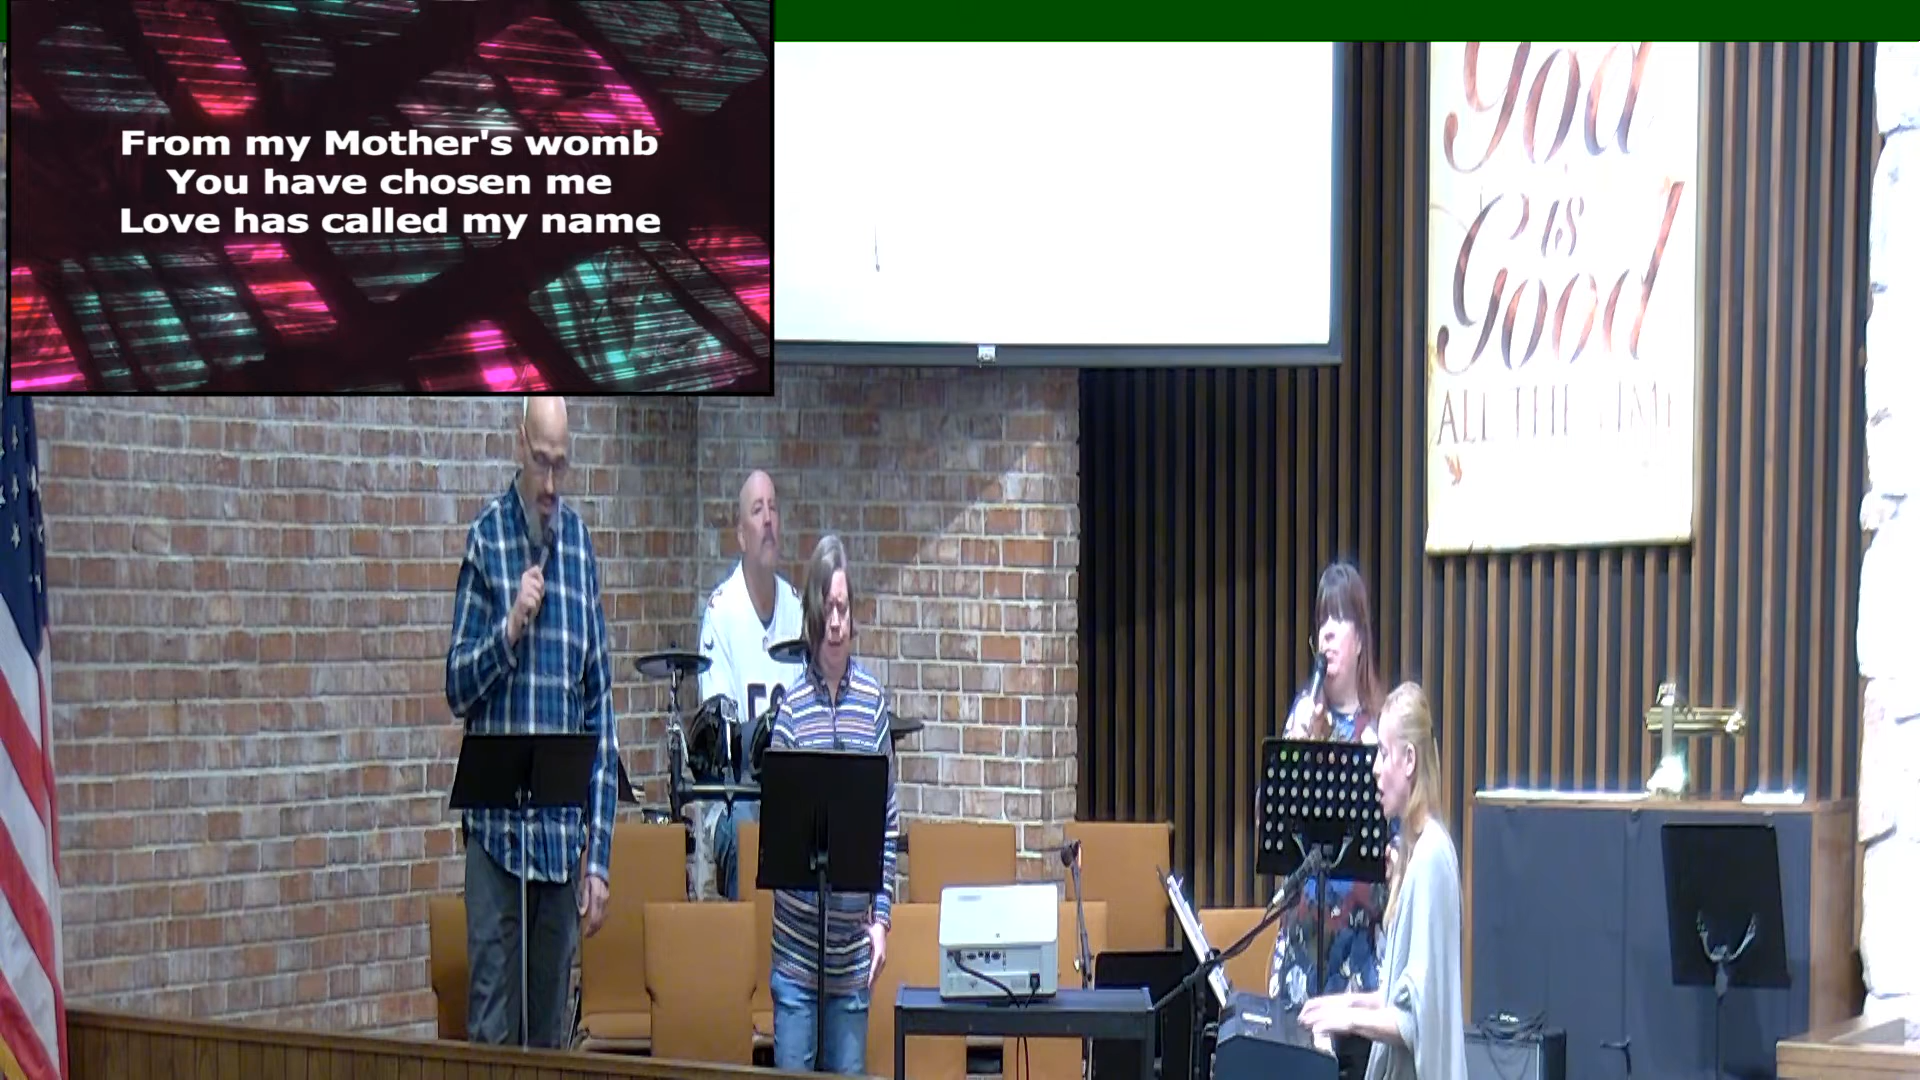 From my Mother's womb
You have chosen me
Love has called my name
God
is
Good
ALL THE TIME